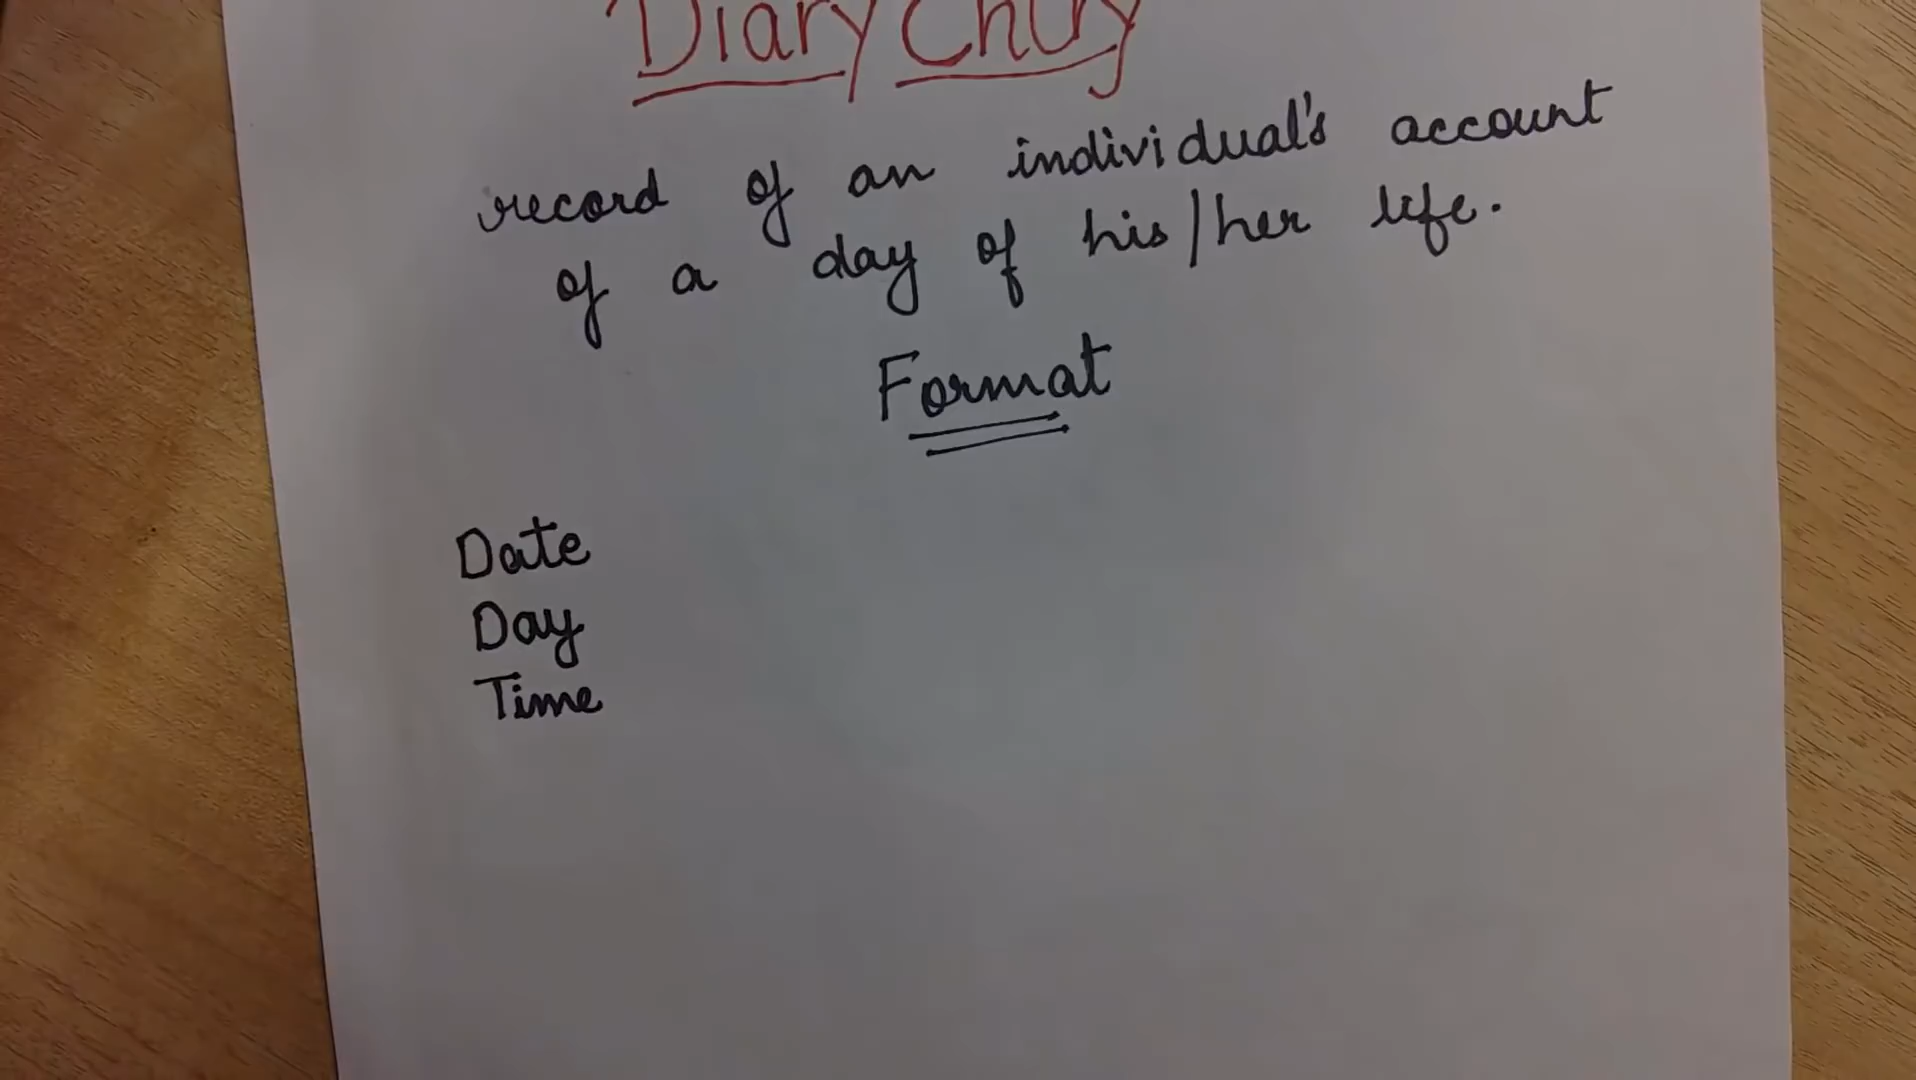 Diary Entry
record of an individual's account
of a day of his/her life.
Format
Date
Day
Time